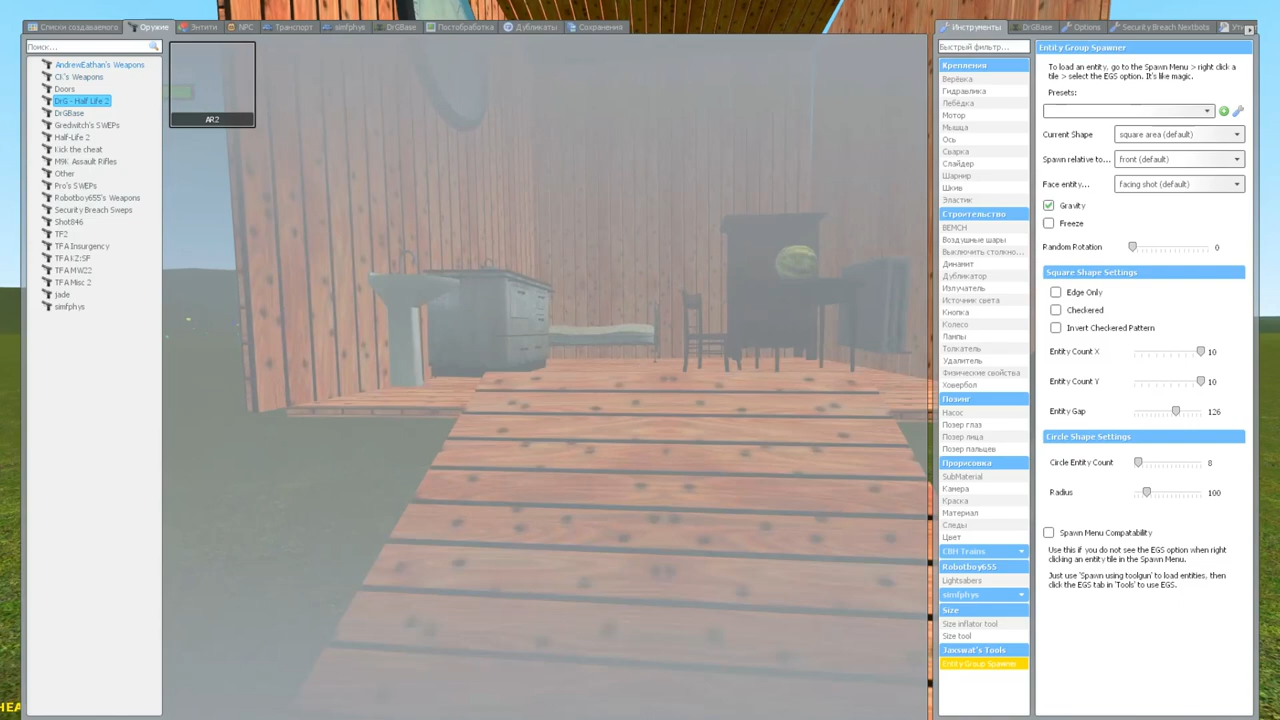 Списки создаваемого
Оружие
Энтити
NPC
Транспорт
simfphys
DrGBase
Постобработка
Дубликаты
Сохранения
Поиск...
AndrewEathan's Weapons
CK's Weapons
Doors
DrG - Half Life 2
DrGBase
Gredwitch's SWEPs
Half-Life 2
Kick the cheat
M9K Assault Rifles
Other
Pro's SWEPs
Robotboy655's Weapons
Security Breach Sweps
Shot846
TF2
TFA Insurgency
TFA KZ:SF
TFA MW22
TFA Misc 2
jade
simfphys
AR2
HEA
Инструменты
DrGBase
Options
Security Breach Nextbots
Ути
Быстрый фильтр...
Крепления
Верёвка
Гидравлика
Лебёдка
Мотор
Мышца
Ось
Сварка
Слайдер
Шарнир
Шкив
Эластик
Строительство
ВЕМСН
Воздушные шары
Выключить столкно...
Динамит
Дубликатор
Излучатель
Источник света
Кнопка
Колесо
Лампы
Толкатель
Удалитель
Физические свойства
Ховербол
Позинг
Насос
Позер глаз
Позер лица
Позер пальцев
Прорисовка
SubMaterial
Камера
Краска
Материал
Следы
Цвет
CBH Trains
Robotboy655
Lightsabers
simfphys
Size
Size inflator tool
Size tool
Jaxswat's Tools
Entity Group Spawner
Entity Group Spawner
To load an entity, go to the Spawn Menu > right click a
tile > select the EGS option. It's like magic.
Presets:
Current Shape square area (default)
Spawn relative to... front (default)
Face entity... facing shot (default)
Gravity
Freeze
Random Rotation 0
Square Shape Settings
Edge Only
Checkered
Invert Checkered Pattern
Entity Count X 10
Entity Count Y 10
Entity Gap 126
Circle Shape Settings
Circle Entity Count 8
Radius 100
Spawn Menu Compatability
Use this if you do not see the EGS option when right
clicking an entity tile in the Spawn Menu.
Just use 'Spawn using toolgun' to load entities, then
click the EGS tab in 'Tools' to use EGS.